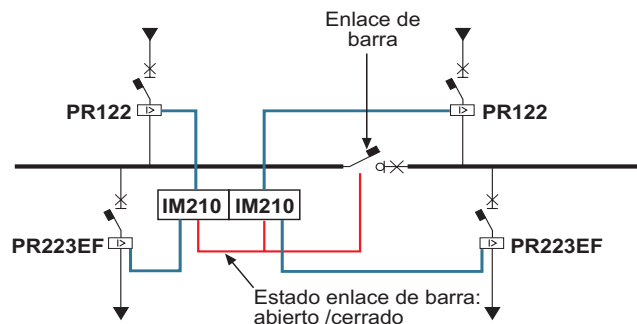 Enlace de
barra
PR122
PR122
IM210
IM210
PR223EF
PR223EF
Estado enlace de barra:
abierto /cerrado